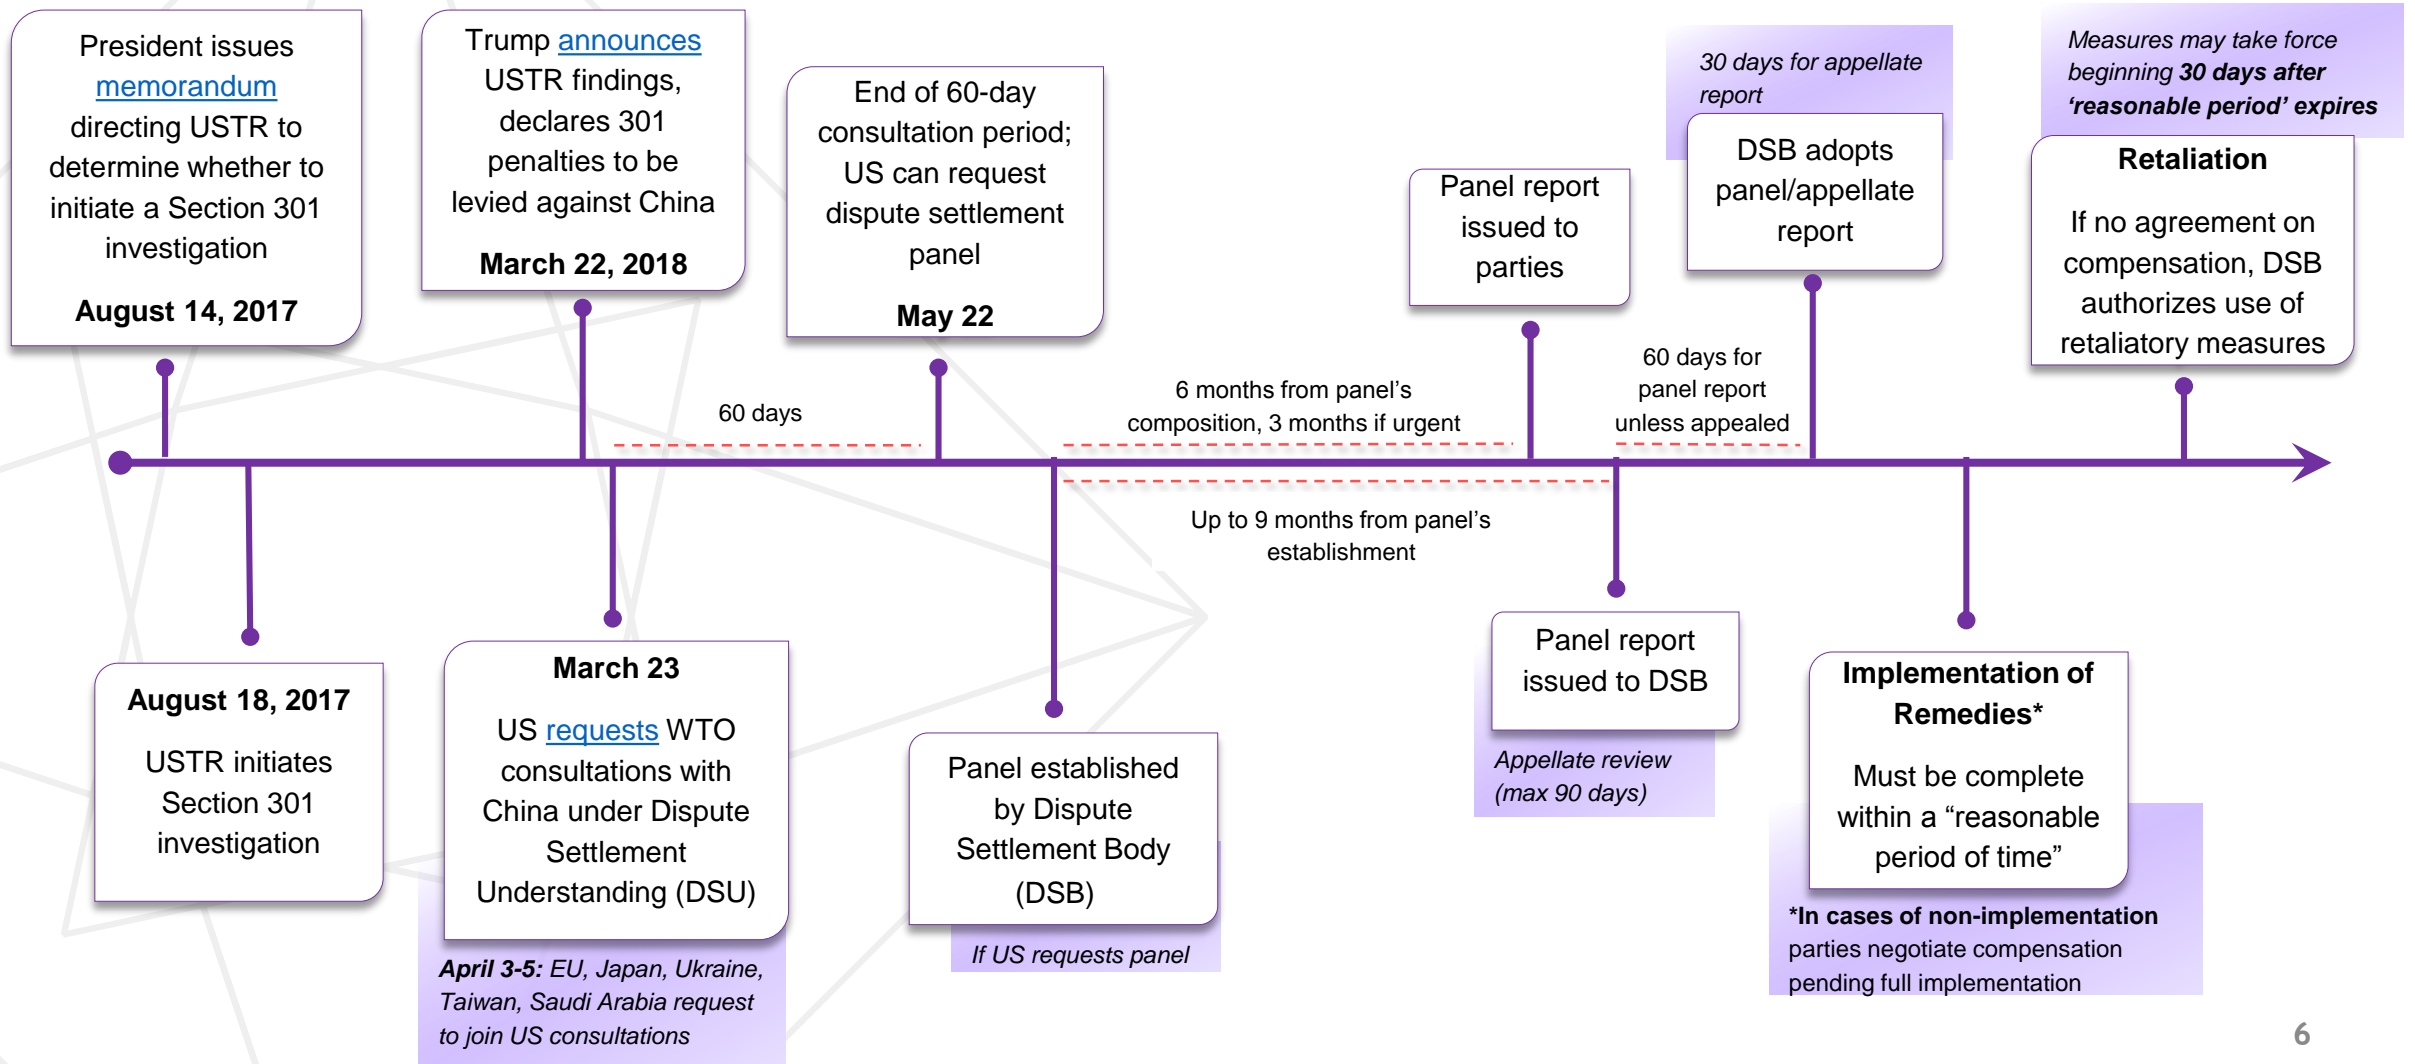 President issues
memorandum
directing USTR to
determine whether to
initiate a Section 301
investigation
August 14, 2017
Trump announces
USTR findings,
declares 301
penalties to be
levied against China
March 22, 2018
End of 60-day
consultation period;
US can request
dispute settlement
panel
May 22
Panel report
issued to
parties
30 days for appellate
report
DSB adopts
panel/appellate
report
Measures may take force
beginning 30 days after
‘reasonable period’ expires
Retaliation
If no agreement on
compensation, DSB
authorizes use of
retaliatory measures
60 days
6 months from panel’s
composition, 3 months if urgent
60 days for
panel report
unless appealed
Up to 9 months from panel’s
establishment
August 18, 2017
USTR initiates
Section 301
investigation
March 23
US requests WTO
consultations with
China under Dispute
Settlement
Understanding (DSU)
April 3-5: EU, Japan, Ukraine,
Taiwan, Saudi Arabia request
to join US consultations
Panel established
by Dispute
Settlement Body
(DSB)
If US requests panel
Panel report
issued to DSB
Appellate review
(max 90 days)
Implementation of
Remedies*
Must be complete
within a “reasonable
period of time”
*In cases of non-implementation
parties negotiate compensation
pending full implementation
6